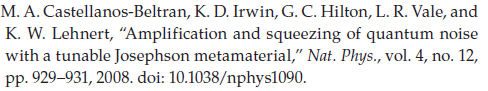 M. A. Castellanos-Beltran, K. D. Irwin, G. C. Hilton, L. R. Vale, and
K. W. Lehnert, “Amplification and squeezing of quantum noise
with a tunable Josephson metamaterial,” Nat. Phys., vol. 4, no. 12,
pp. 929–931, 2008. doi: 10.1038/nphys1090.